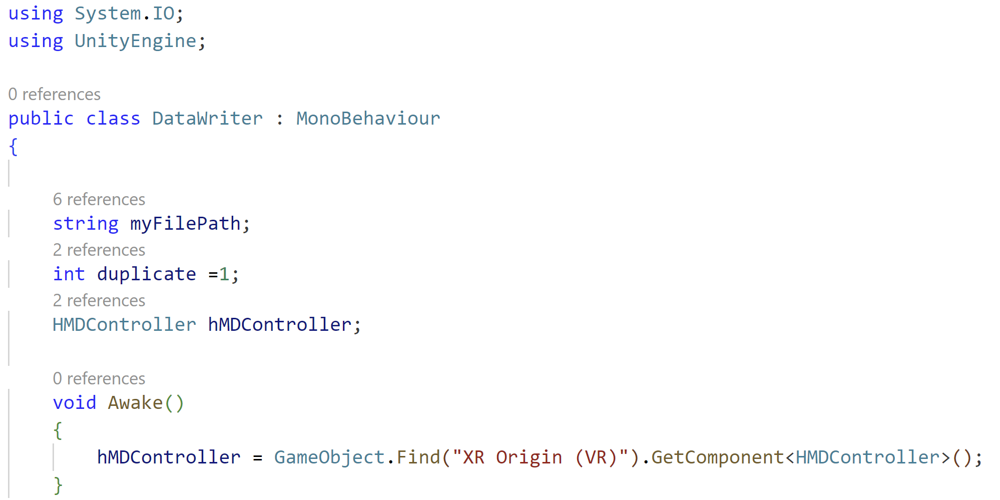 using System.IO;
using UnityEngine;
0 references
public class DataWriter : MonoBehaviour
{
6 references
string myFilePath;
2 references
int duplicate =1;
2 references
HMDController hMDController;
0 references
void Awake()
{
hMDController = GameObject.Find("XR Origin (VR)").GetComponent<HMDController>();
}